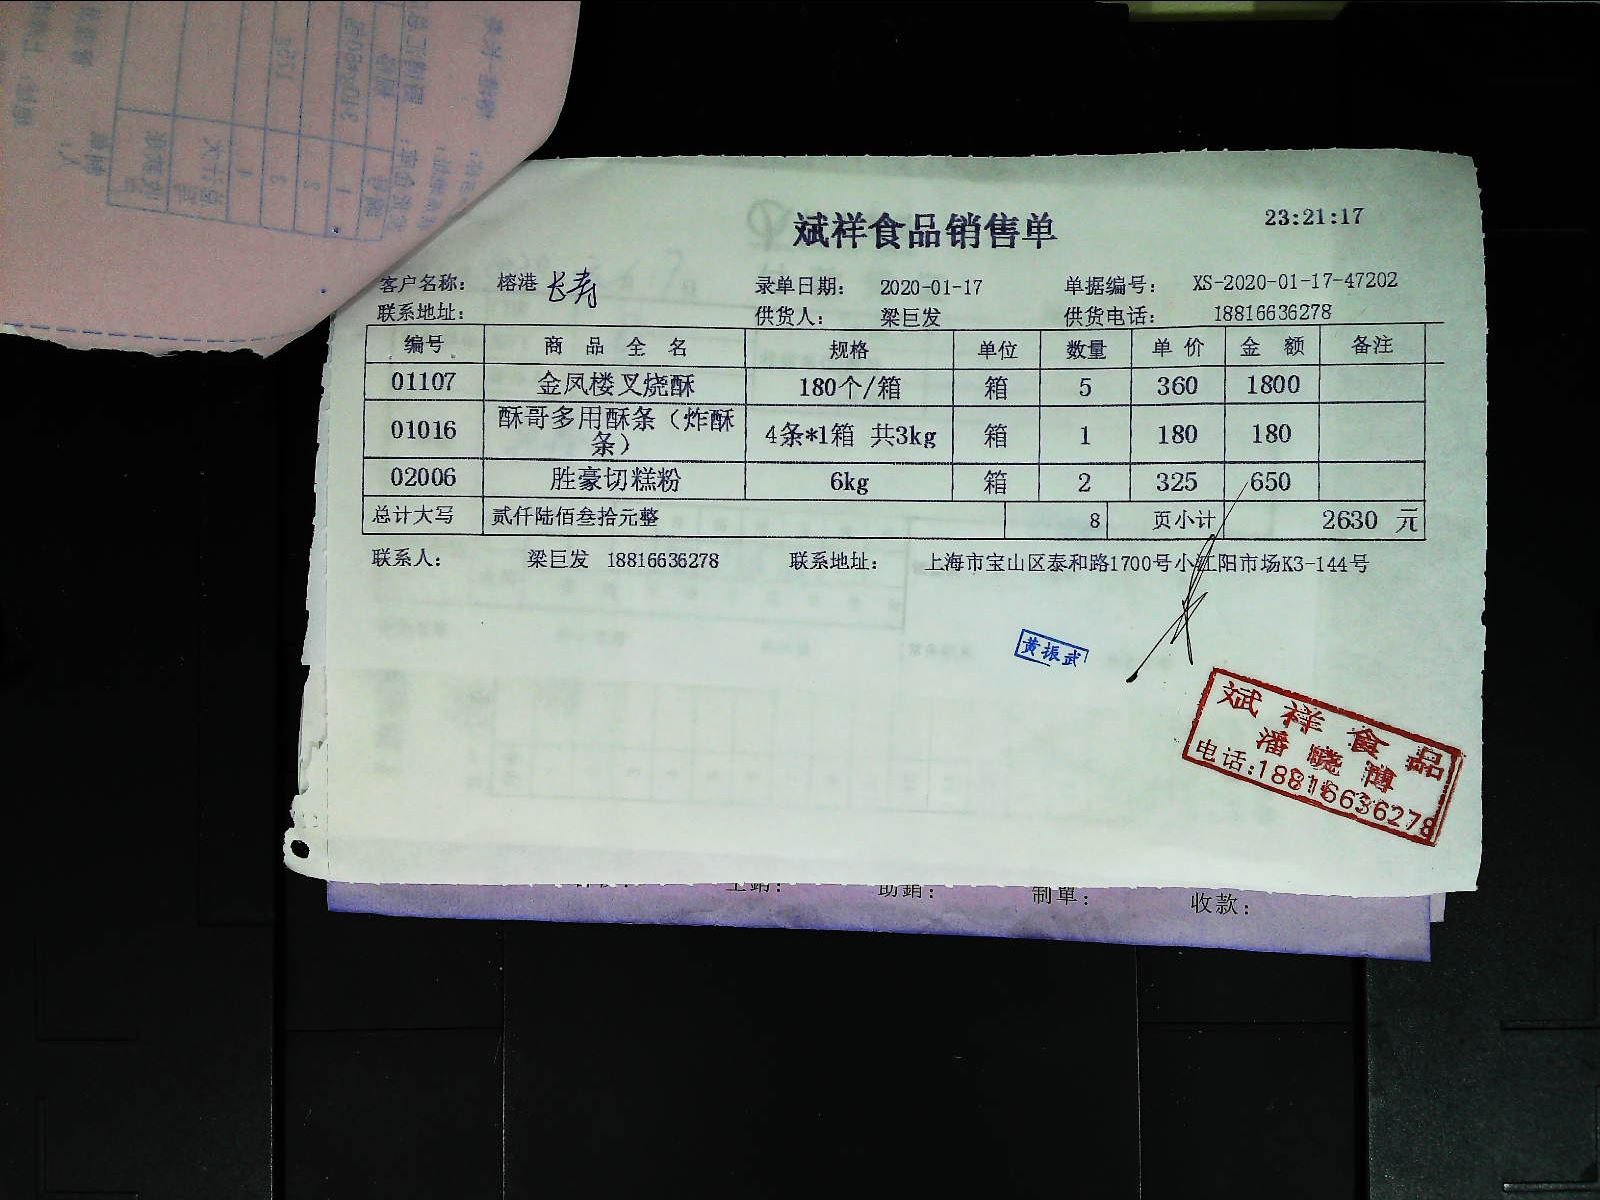 斌祥食品销售单
23:21:17
客户名称: 榕港 长寿 录单日期: 2020-01-17 单据编号: XS-2020-01-17-47202
联系地址: 供货人: 梁巨发 供货电话: 18816636278
编号 商品全名 规格 单位 数量 单价 金额 备注
01107 金凤楼叉烧酥 180个/箱 箱 5 360 1800
01016 酥哥多用酥条（炸酥条） 4条*1箱 共3kg 箱 1 180 180
02006 胜豪切糕粉 6kg 箱 2 325 650
总计大写 贰仟陆佰叁拾元整 8 页小计 2630 元
联系人: 梁巨发 18816636278 联系地址: 上海市宝山区泰和路1700号小江阳市场K3-144号
黄振武
斌祥食品
潘晓博
电话:18816636278
助銷: 制單: 收款: